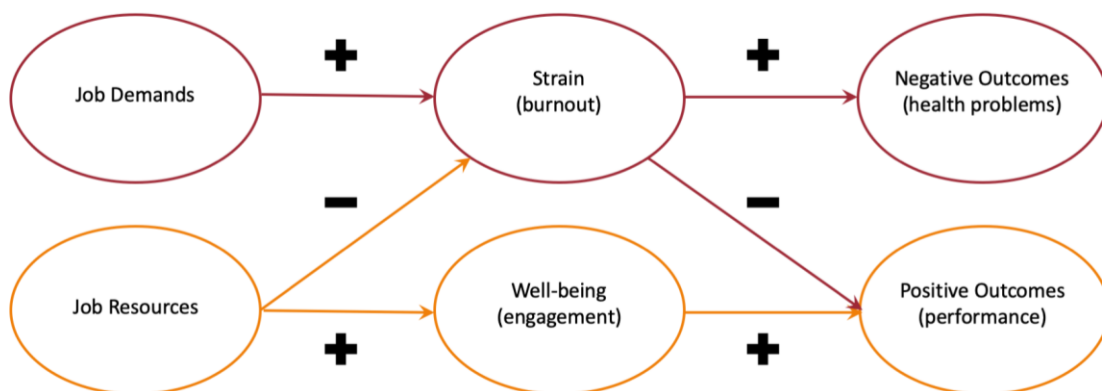 +
+
Job Demands
Strain
(burnout)
Negative Outcomes
(health problems)
−
−
Job Resources
Well-being
(engagement)
Positive Outcomes
(performance)
+
+